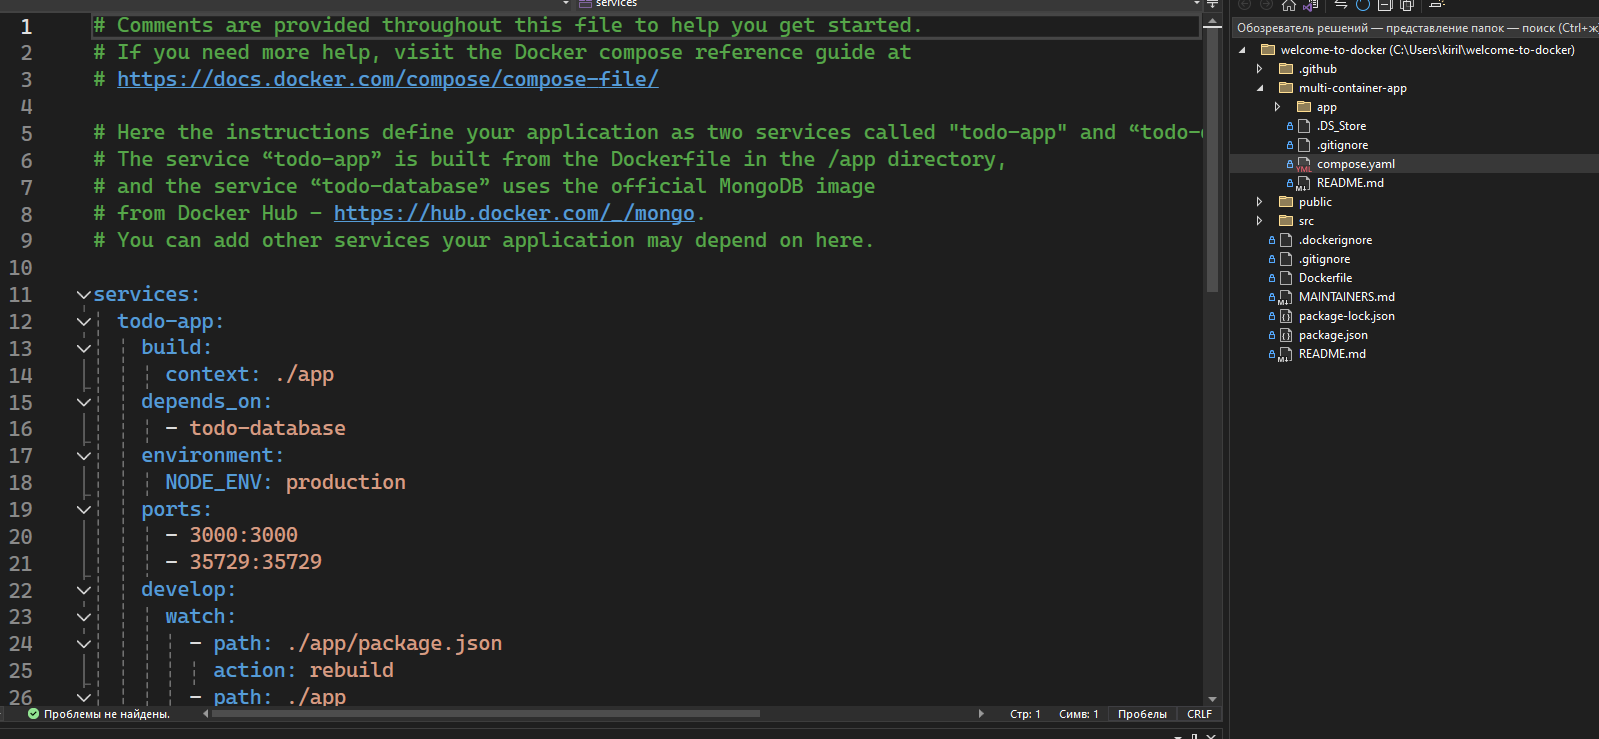 services
1 # Comments are provided throughout this file to help you get started.
2 # If you need more help, visit the Docker compose reference guide at
3 # https://docs.docker.com/compose/compose-file/
4
5 # Here the instructions define your application as two services called "todo-app" and “todo-
6 # The service “todo-app” is built from the Dockerfile in the /app directory,
7 # and the service “todo-database” uses the official MongoDB image
8 # from Docker Hub - https://hub.docker.com/_/mongo.
9 # You can add other services your application may depend on here.
10
11 services:
12 todo-app:
13 build:
14 context: ./app
15 depends_on:
16 - todo-database
17 environment:
18 NODE_ENV: production
19 ports:
20 - 3000:3000
21 - 35729:35729
22 develop:
23 watch:
24 - path: ./app/package.json
25 action: rebuild
26 - path: ./app
Проблемы не найдены.
Стр: 1
Симв: 1
Пробелы
CRLF
Обозреватель решений — представление папок — поиск (Ctrl+ж
welcome-to-docker (C:\Users\kiril\welcome-to-docker)
.github
multi-container-app
app
.DS_Store
.gitignore
compose.yaml
README.md
public
src
.dockerignore
.gitignore
Dockerfile
MAINTAINERS.md
package-lock.json
package.json
README.md